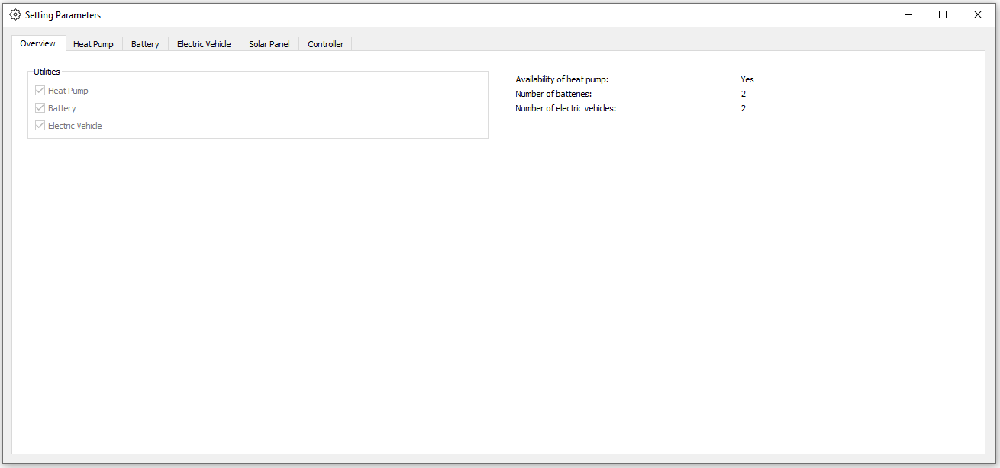 Setting Parameters
Overview Heat Pump Battery Electric Vehicle Solar Panel Controller
Utilities
Heat Pump
Battery
Electric Vehicle
Availability of heat pump: Yes
Number of batteries: 2
Number of electric vehicles: 2